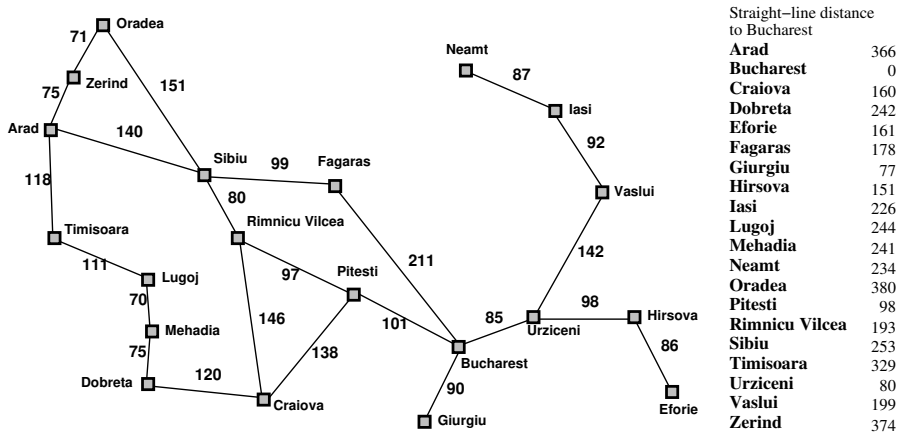 Oradea
71
Zerind
151
75
Arad
140
118
Sibiu
99
Fagaras
80
Timisoara
Rimnicu Vilcea
111
Lugoj
97
Pitesti
211
70
146
101
Mehadia
138
75
Dobreta
120
Craiova
Bucharest
90
Giurgiu
85
Urziceni
Neamt
87
Iasi
92
Vaslui
142
98
Hirsova
86
Eforie
Straight−line distance
to Bucharest
Arad 366
Bucharest 0
Craiova 160
Dobreta 242
Eforie 161
Fagaras 178
Giurgiu 77
Hirsova 151
Iasi 226
Lugoj 244
Mehadia 241
Neamt 234
Oradea 380
Pitesti 98
Rimnicu Vilcea 193
Sibiu 253
Timisoara 329
Urziceni 80
Vaslui 199
Zerind 374